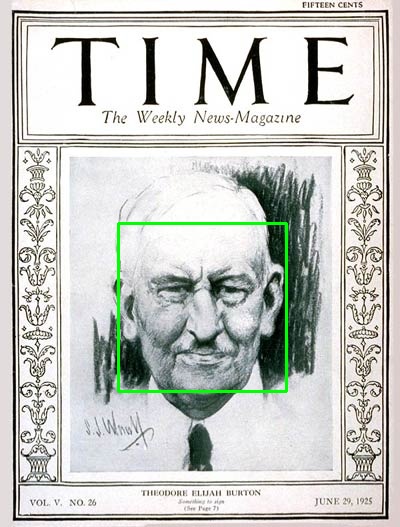 FIFTEEN CENTS
TIME
The Weekly News-Magazine
THEODORE ELIJAH BURTON
VOL. V. NO. 26
Something to sign
JUNE 29, 1925
(See Page 7)